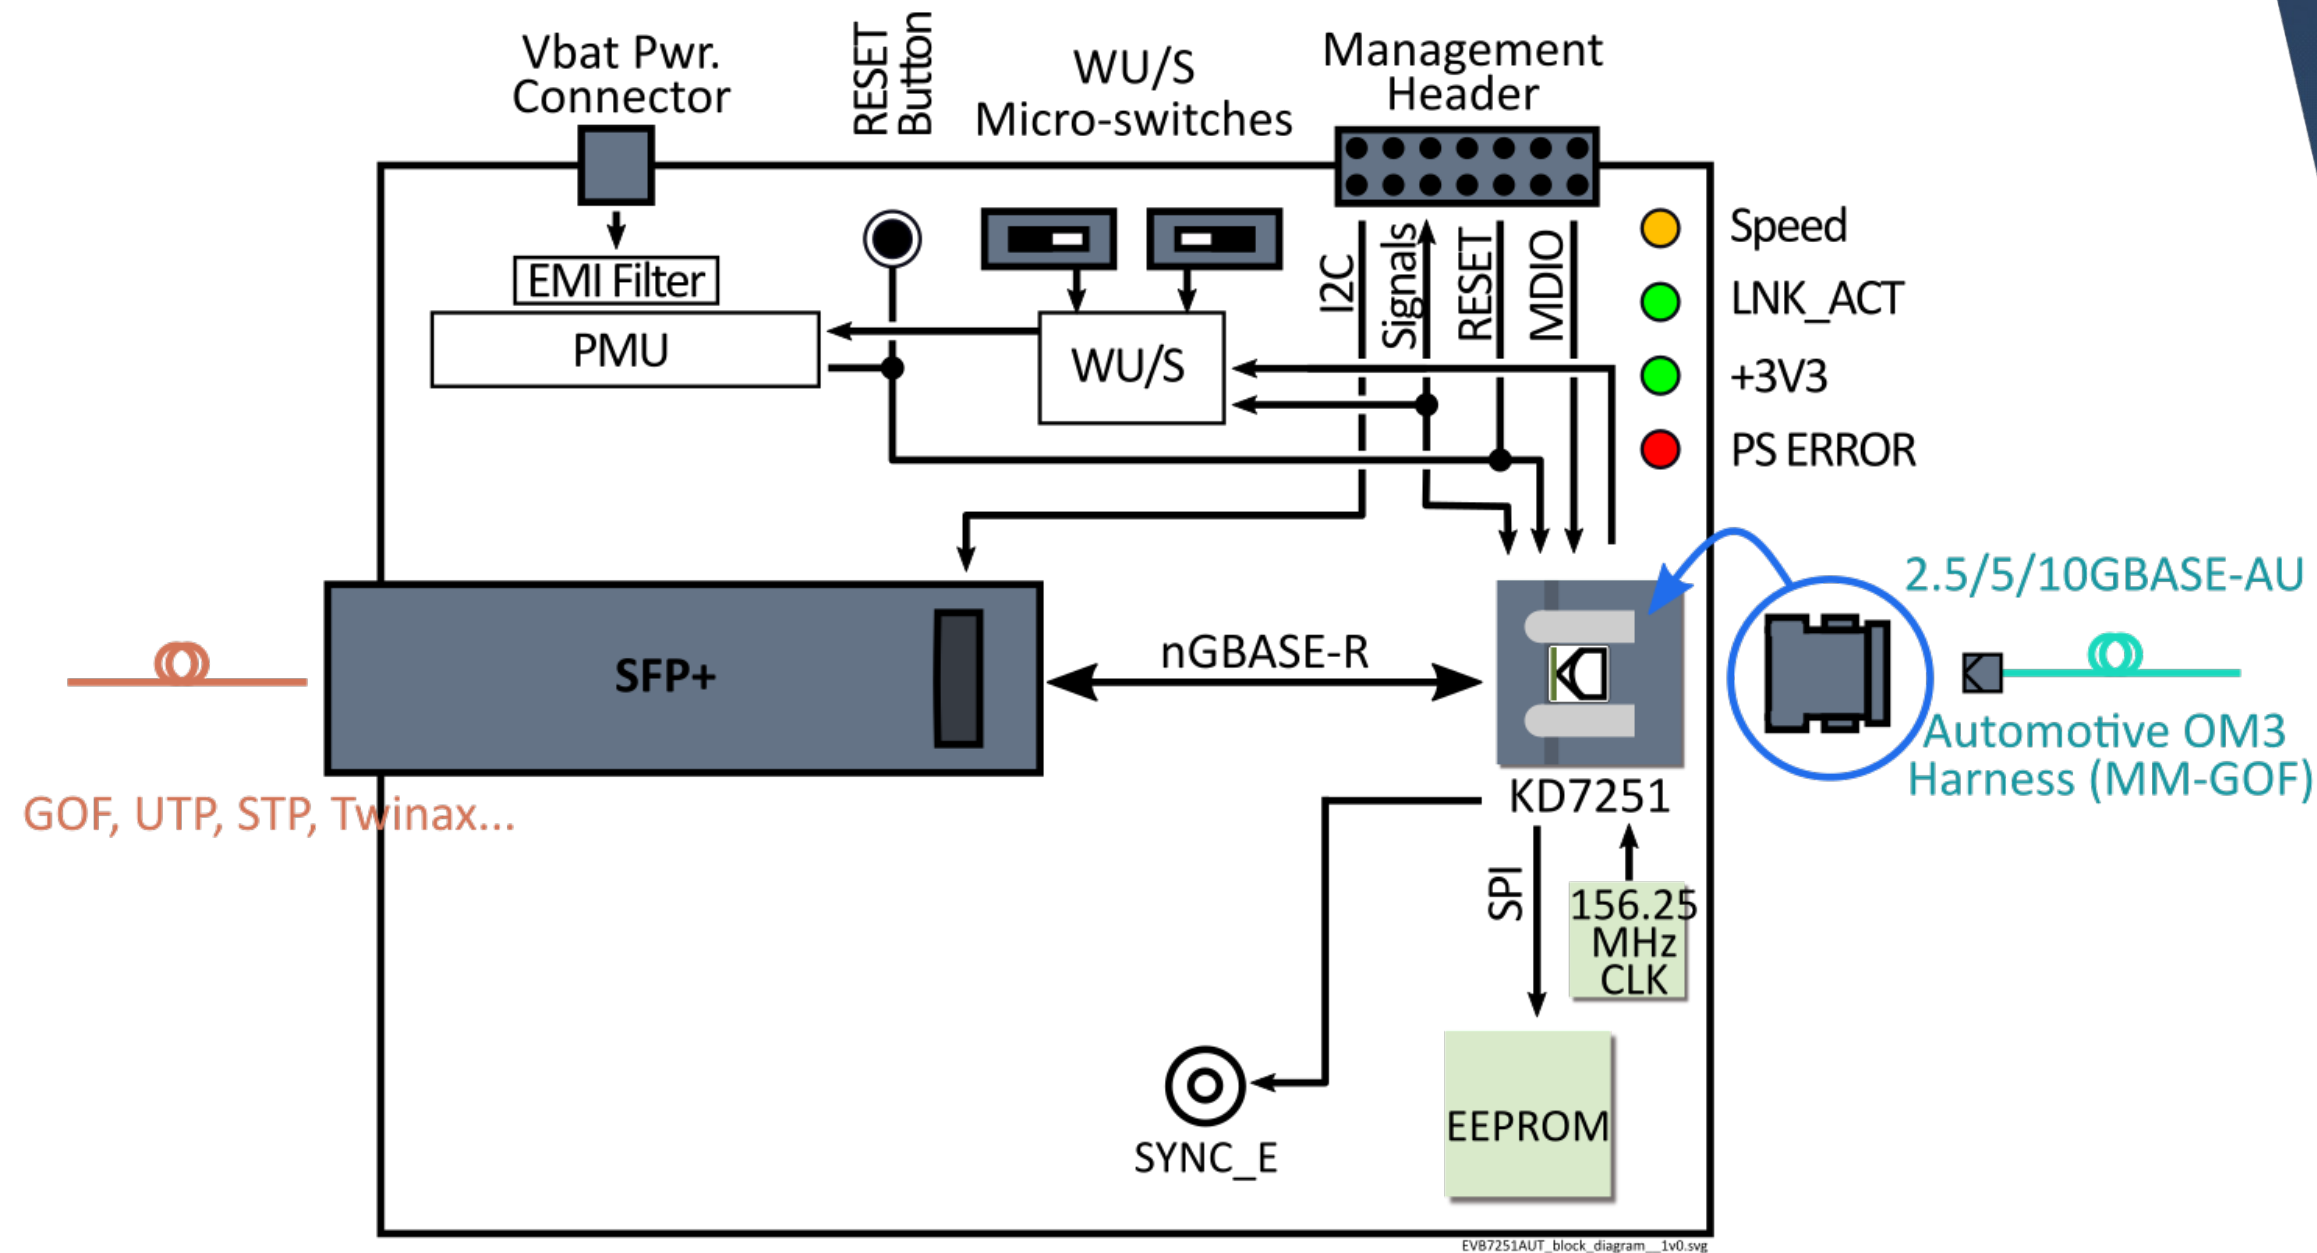 Vbat Pwr.
Connector
RESET
Button
WU/S
Micro-switches
Management
Header
EMI Filter
PMU
WU/S
I2C
Signals
RESET
MDIO
Speed
LNK_ACT
+3V3
PS ERROR
SFP+
nGBASE-R
GOF, UTP, STP, Twinax...
KD7251
2.5/5/10GBASE-AU
Automotive OM3
Harness (MM-GOF)
SPI
156.25
MHz
CLK
EEPROM
SYNC_E
EVB7251AUT_block_diagram__1v0.svg